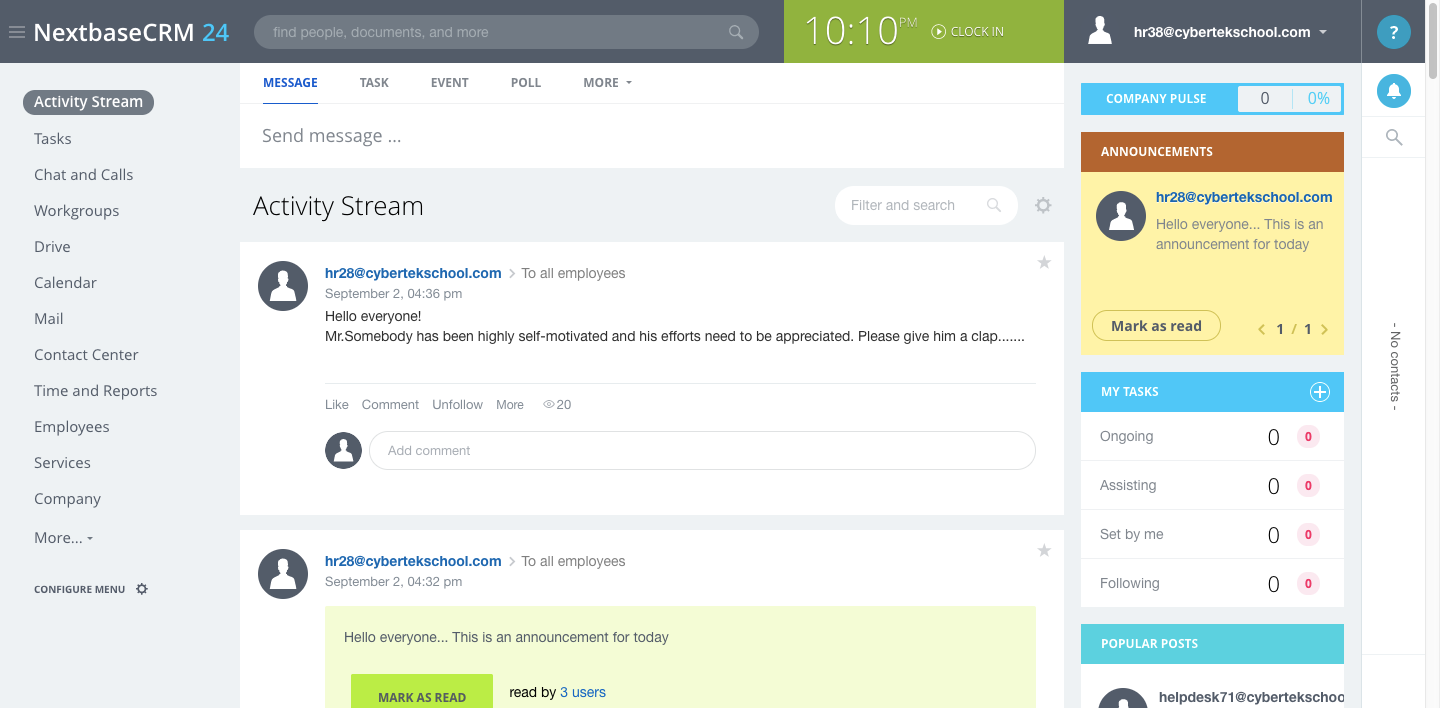 NextbaseCRM 24
find people, documents, and more
10:10 PM
CLOCK IN
hr38@cybertekschool.com
?
Activity Stream
Tasks
Chat and Calls
Workgroups
Drive
Calendar
Mail
Contact Center
Time and Reports
Employees
Services
Company
More...
CONFIGURE MENU
MESSAGE TASK EVENT POLL MORE
Send message ...
Activity Stream
Filter and search
hr28@cybertekschool.com To all employees
September 2, 04:36 pm
Hello everyone!
Mr.Somebody has been highly self-motivated and his efforts need to be appreciated. Please give him a clap.......
Like Comment Unfollow More 20
Add comment
hr28@cybertekschool.com To all employees
September 2, 04:32 pm
Hello everyone... This is an announcement for today
MARK AS READ read by 3 users
COMPANY PULSE 0 0%
ANNOUNCEMENTS
hr28@cybertekschool.com
Hello everyone... This is an
announcement for today
Mark as read 1 / 1
MY TASKS
Ongoing 0 0
Assisting 0 0
Set by me 0 0
Following 0 0
POPULAR POSTS
helpdesk71@cybertekschoo
- No contacts -